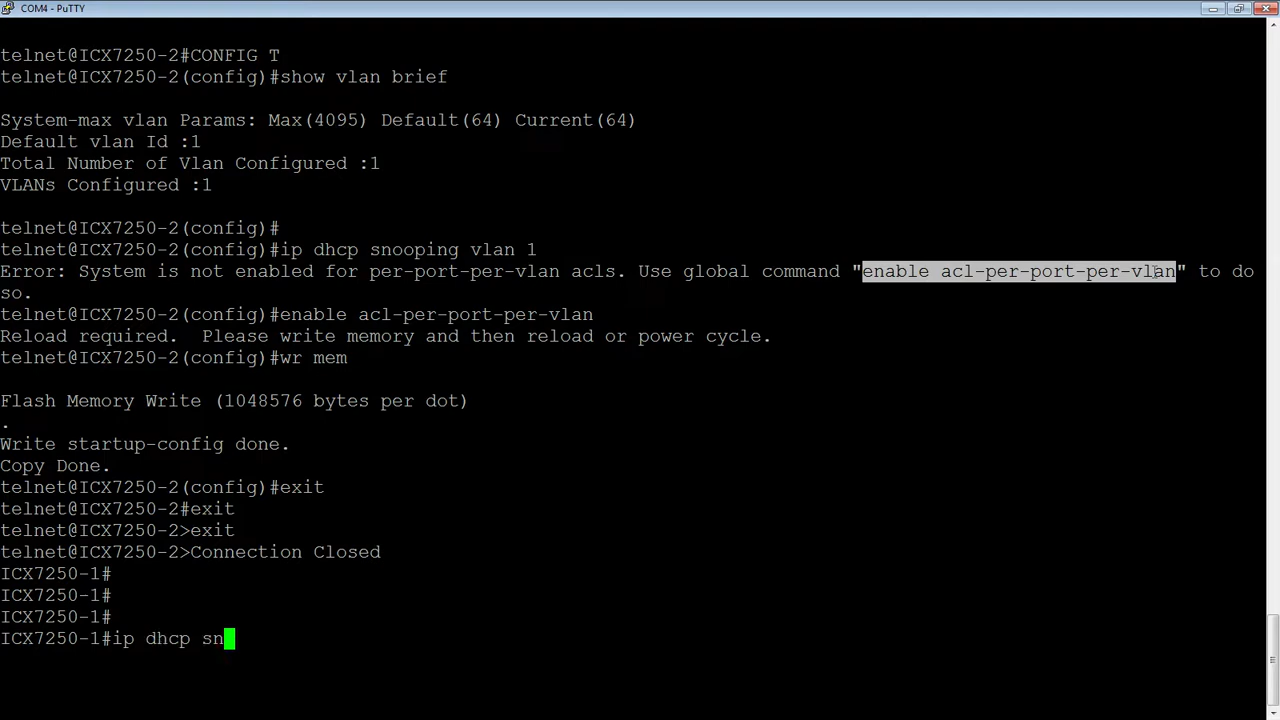 COM4 - PuTTY
telnet@ICX7250-2#CONFIG T
telnet@ICX7250-2(config)#show vlan brief
System-max vlan Params: Max(4095) Default(64) Current(64)
Default vlan Id :1
Total Number of Vlan Configured :1
VLANs Configured :1
telnet@ICX7250-2(config)#
telnet@ICX7250-2(config)#ip dhcp snooping vlan 1
Error: System is not enabled for per-port-per-vlan acls. Use global command "enable acl-per-port-per-vlan" to do
so.
telnet@ICX7250-2(config)#enable acl-per-port-per-vlan
Reload required.  Please write memory and then reload or power cycle.
telnet@ICX7250-2(config)#wr mem
Flash Memory Write (1048576 bytes per dot)
.
Write startup-config done.
Copy Done.
telnet@ICX7250-2(config)#exit
telnet@ICX7250-2#exit
telnet@ICX7250-2>exit
telnet@ICX7250-2>Connection Closed
ICX7250-1#
ICX7250-1#
ICX7250-1#
ICX7250-1#ip dhcp sn